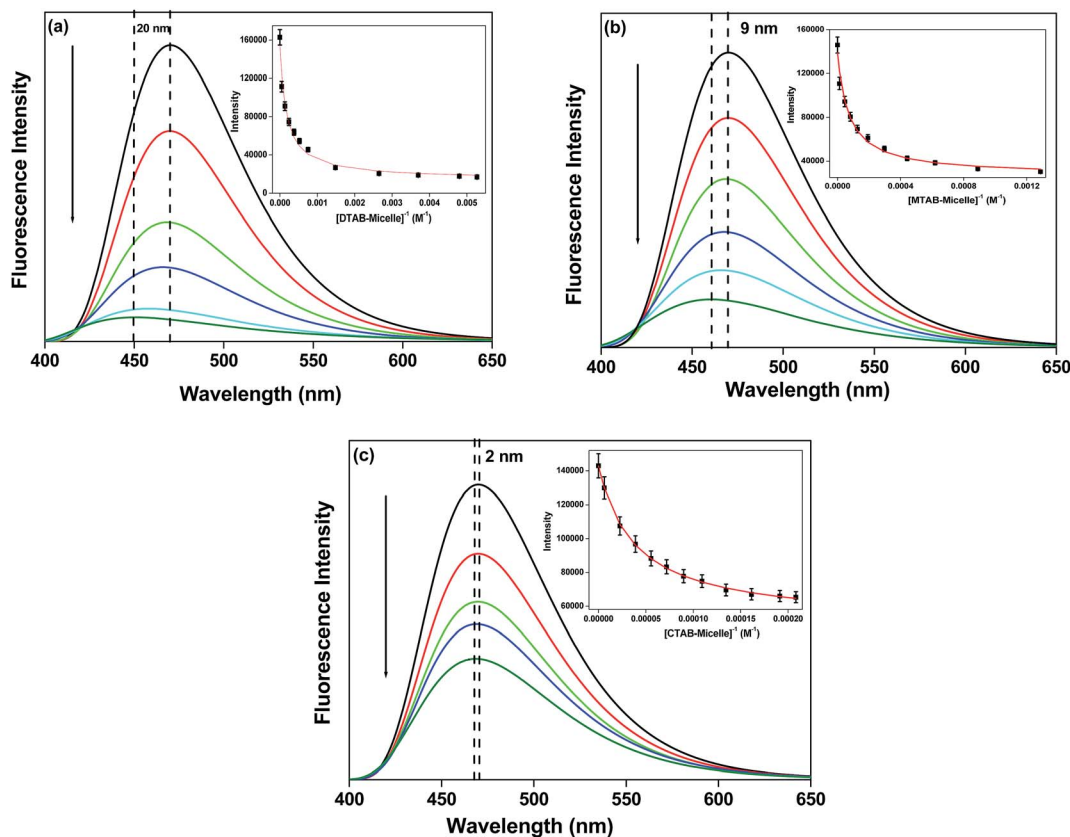 (a)
20 nm
Fluorescence Intensity
160000
120000
80000
40000
0
Intensity
0.000 0.001 0.002 0.003 0.004 0.005
[DTAB-Micelle]⁻¹ (M⁻¹)
400 450 500 550 600 650
Wavelength (nm)
(b)
9 nm
Fluorescence Intensity
160000
120000
80000
40000
Intensity
0.0000 0.0004 0.0008 0.0012
[MTAB-Micelle]⁻¹ (M⁻¹)
400 450 500 550 600 650
Wavelength (nm)
(c)
2 nm
Fluorescence Intensity
140000
120000
100000
80000
60000
Intensity
0.00000 0.00005 0.00010 0.00015 0.00020
[CTAB-Micelle]⁻¹ (M⁻¹)
400 450 500 550 600 650
Wavelength (nm)